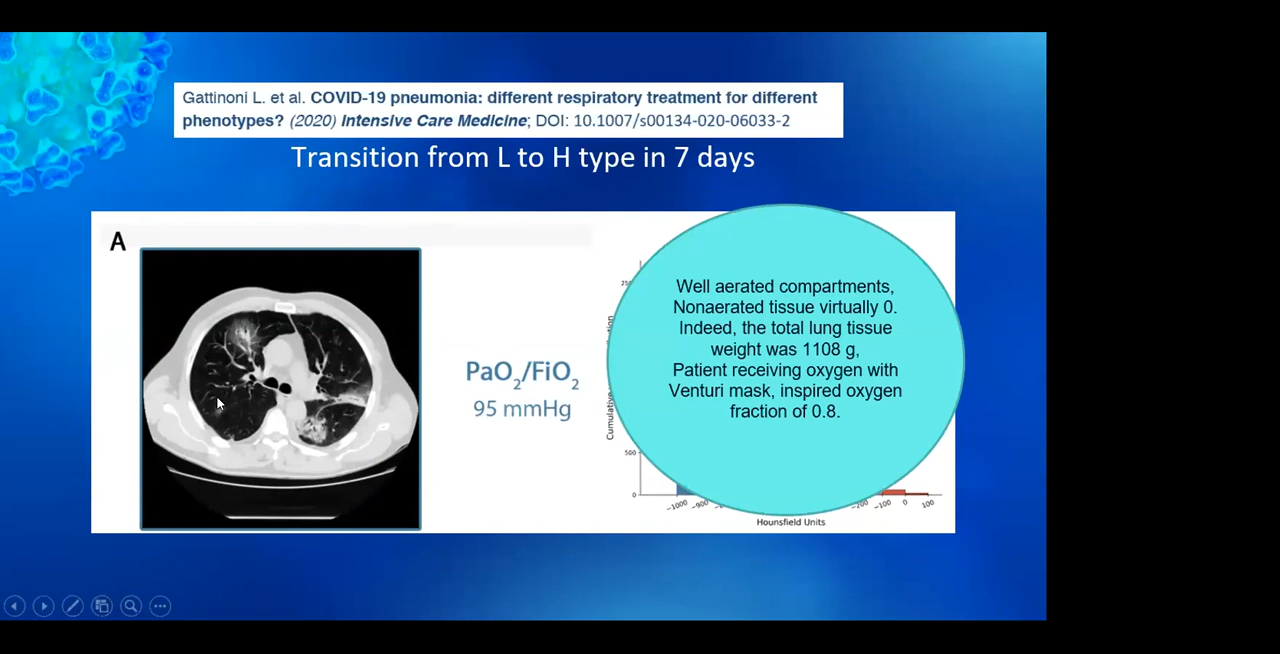 Gattinoni L. et al. COVID-19 pneumonia: different respiratory treatment for different
phenotypes? (2020) Intensive Care Medicine; DOI: 10.1007/s00134-020-06033-2
Transition from L to H type in 7 days
A
PaO₂/FiO₂
95 mmHg
Well aerated compartments,
Nonaerated tissue virtually 0.
Indeed, the total lung tissue
weight was 1108 g,
Patient receiving oxygen with
Venturi mask, inspired oxygen
fraction of 0.8.
Cumulative
500
0
-1000 -900 -100 0 100
Hounsfield Units